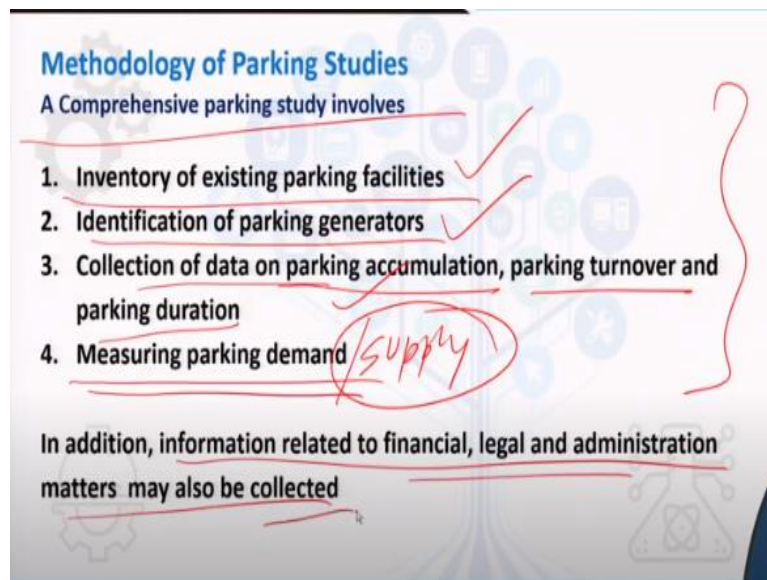 Methodology of Parking Studies
A Comprehensive parking study involves
1. Inventory of existing parking facilities
2. Identification of parking generators
3. Collection of data on parking accumulation, parking turnover and
parking duration
4. Measuring parking demand /supply
In addition, information related to financial, legal and administration
matters may also be collected